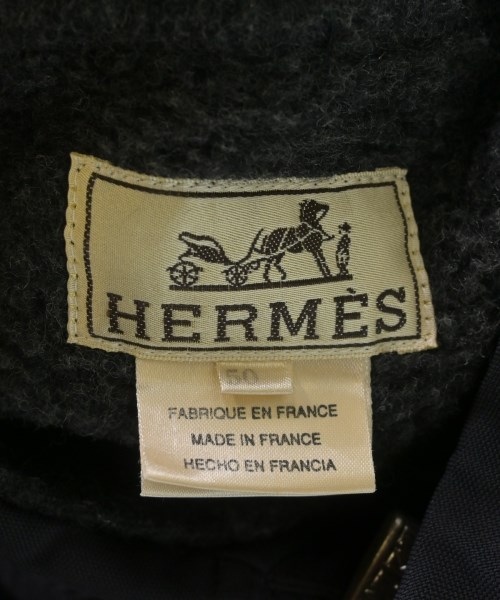 HERMÈS
50
FABRIQUE EN FRANCE
MADE IN FRANCE
HECHO EN FRANCIA